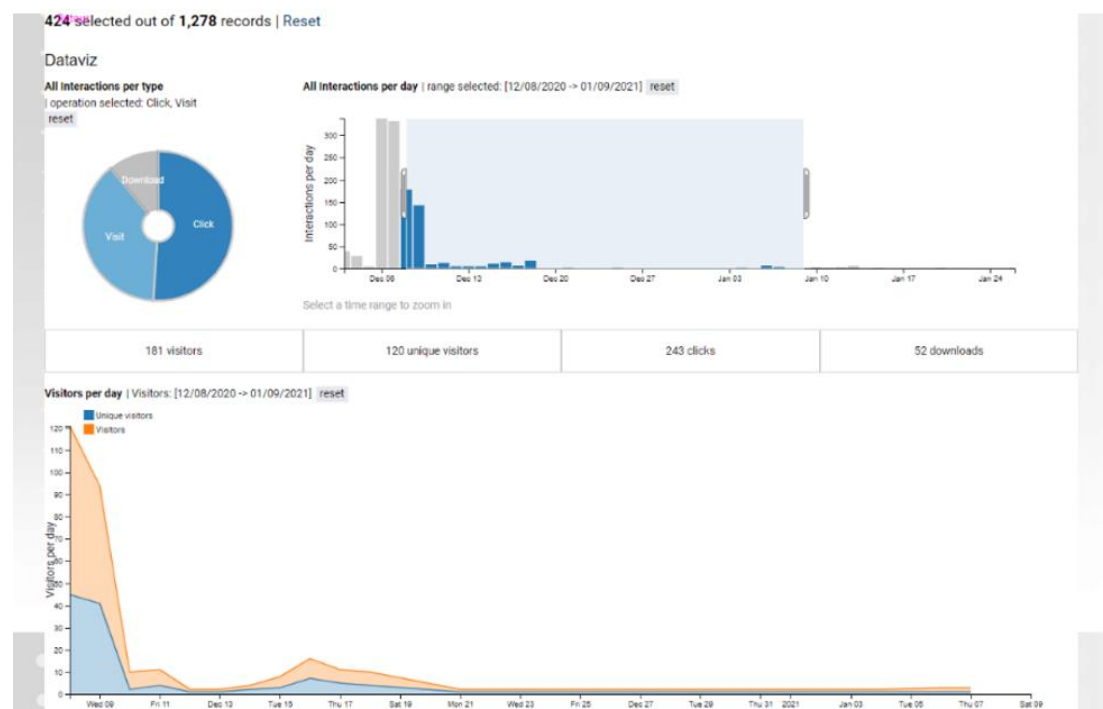 424 selected out of 1,278 records | Reset
Dataviz
All Interactions per type
| operation selected: Click, Visit
reset
Download
Visit
Click
All Interactions per day | range selected: [12/08/2020 -> 01/09/2021] reset
Interactions per day
300
250
200
150
100
50
0
Dec 06
Dec 13
Dec 20
Dec 27
Jan 03
Jan 10
Jan 17
Jan 24
Select a time range to zoom in
181 visitors
120 unique visitors
243 clicks
52 downloads
Visitors per day | Visitors: [12/08/2020 -> 01/09/2021] reset
Unique visitors
Visitors
Visitors per day
120
110
100
90
80
70
60
50
40
30
20
10
0
Wed 09
Fri 11
Dec 13
Tue 15
Thu 17
Sat 19
Mon 21
Wed 23
Fri 25
Dec 27
Tue 29
Thu 31
2021
Jan 03
Tue 05
Thu 07
Sat 09